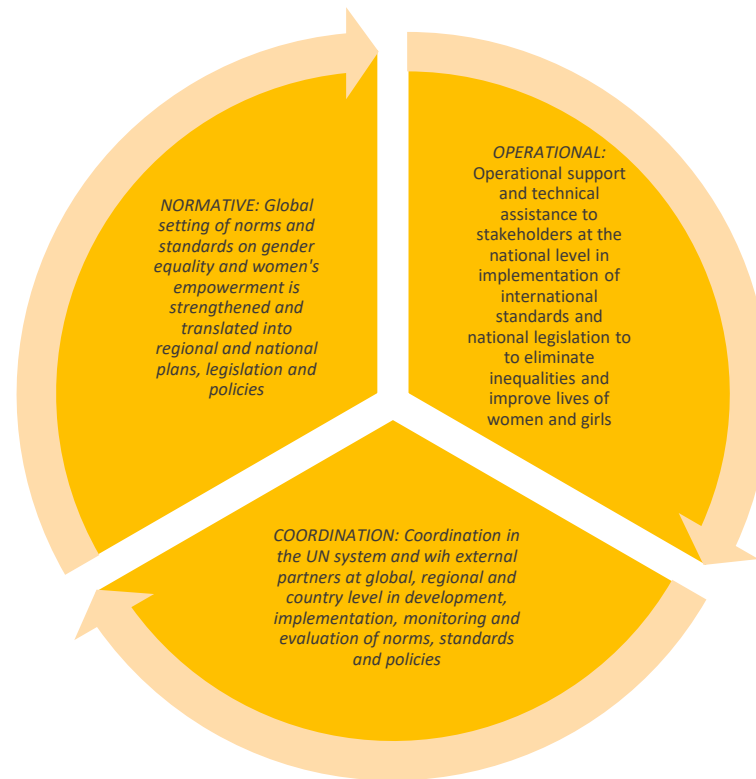 NORMATIVE: Global
setting of norms and
standards on gender
equality and women's
empowerment is
strengthened and
translated into
regional and national
plans, legislation and
policies
OPERATIONAL:
Operational support
and technical
assistance to
stakeholders at the
national level in
implementation of
international
standards and
national legislation to
to eliminate
inequalities and
improve lives of
women and girls
COORDINATION: Coordination in
the UN system and wih external
partners at global, regional and
country level in development,
implementation, monitoring and
evaluation of norms, standards
and policies